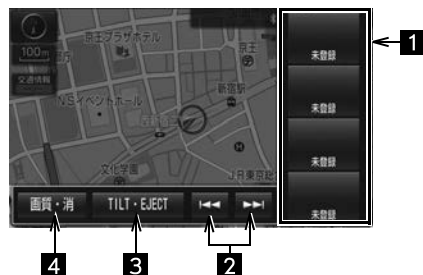 京王プラザホテル
京王
100m
交通情報
新宿駅
NSイベントホール
文化学園
JR東京総
未登録
未登録
未登録
未登録
画質・消
TILT・EJECT
1
2
3
4